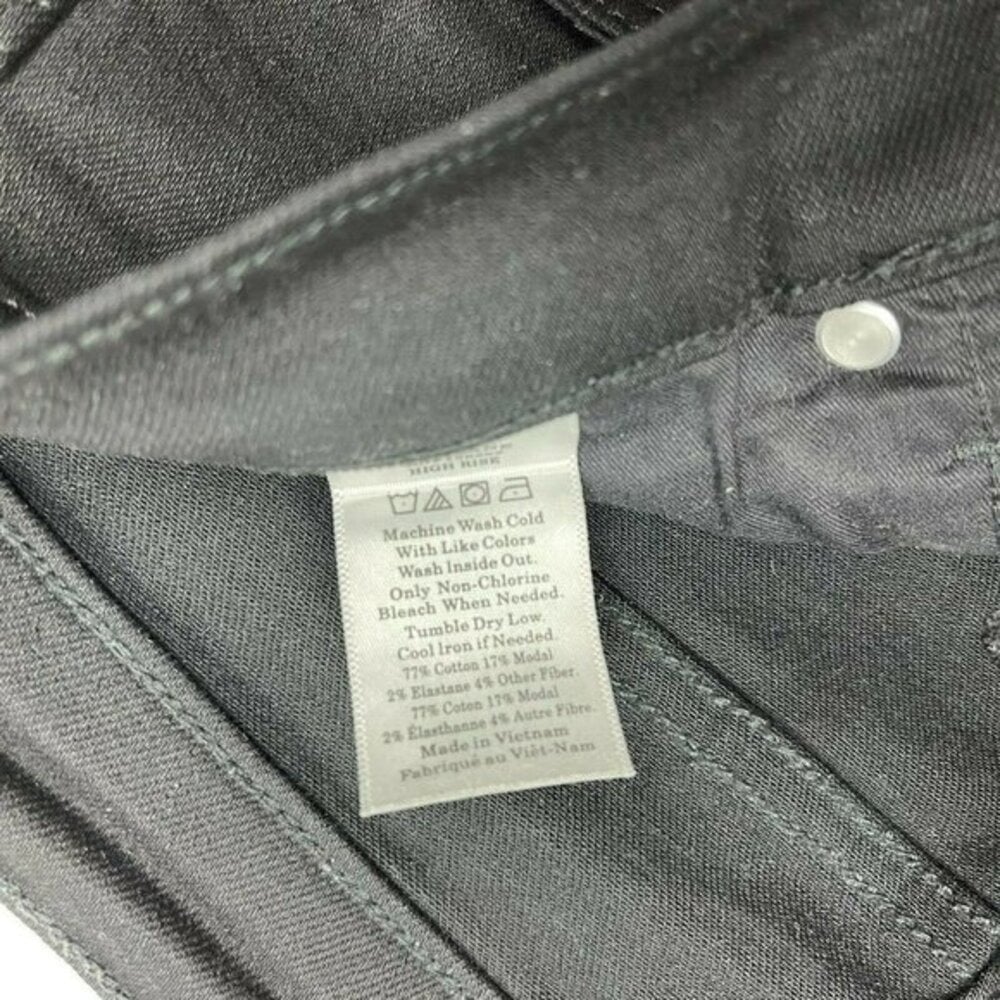 HIGH RISE
Machine Wash Cold
With Like Colors
Wash Inside Out.
Only Non-Chlorine
Bleach When Needed.
Tumble Dry Low.
Cool Iron if Needed.
77% Cotton 17% Modal
2% Elastane 4% Other Fiber.
77% Coton 17% Modal
2% Élasthanne 4% Autre Fibre.
Made in Vietnam
Fabriqué au Viêt-Nam